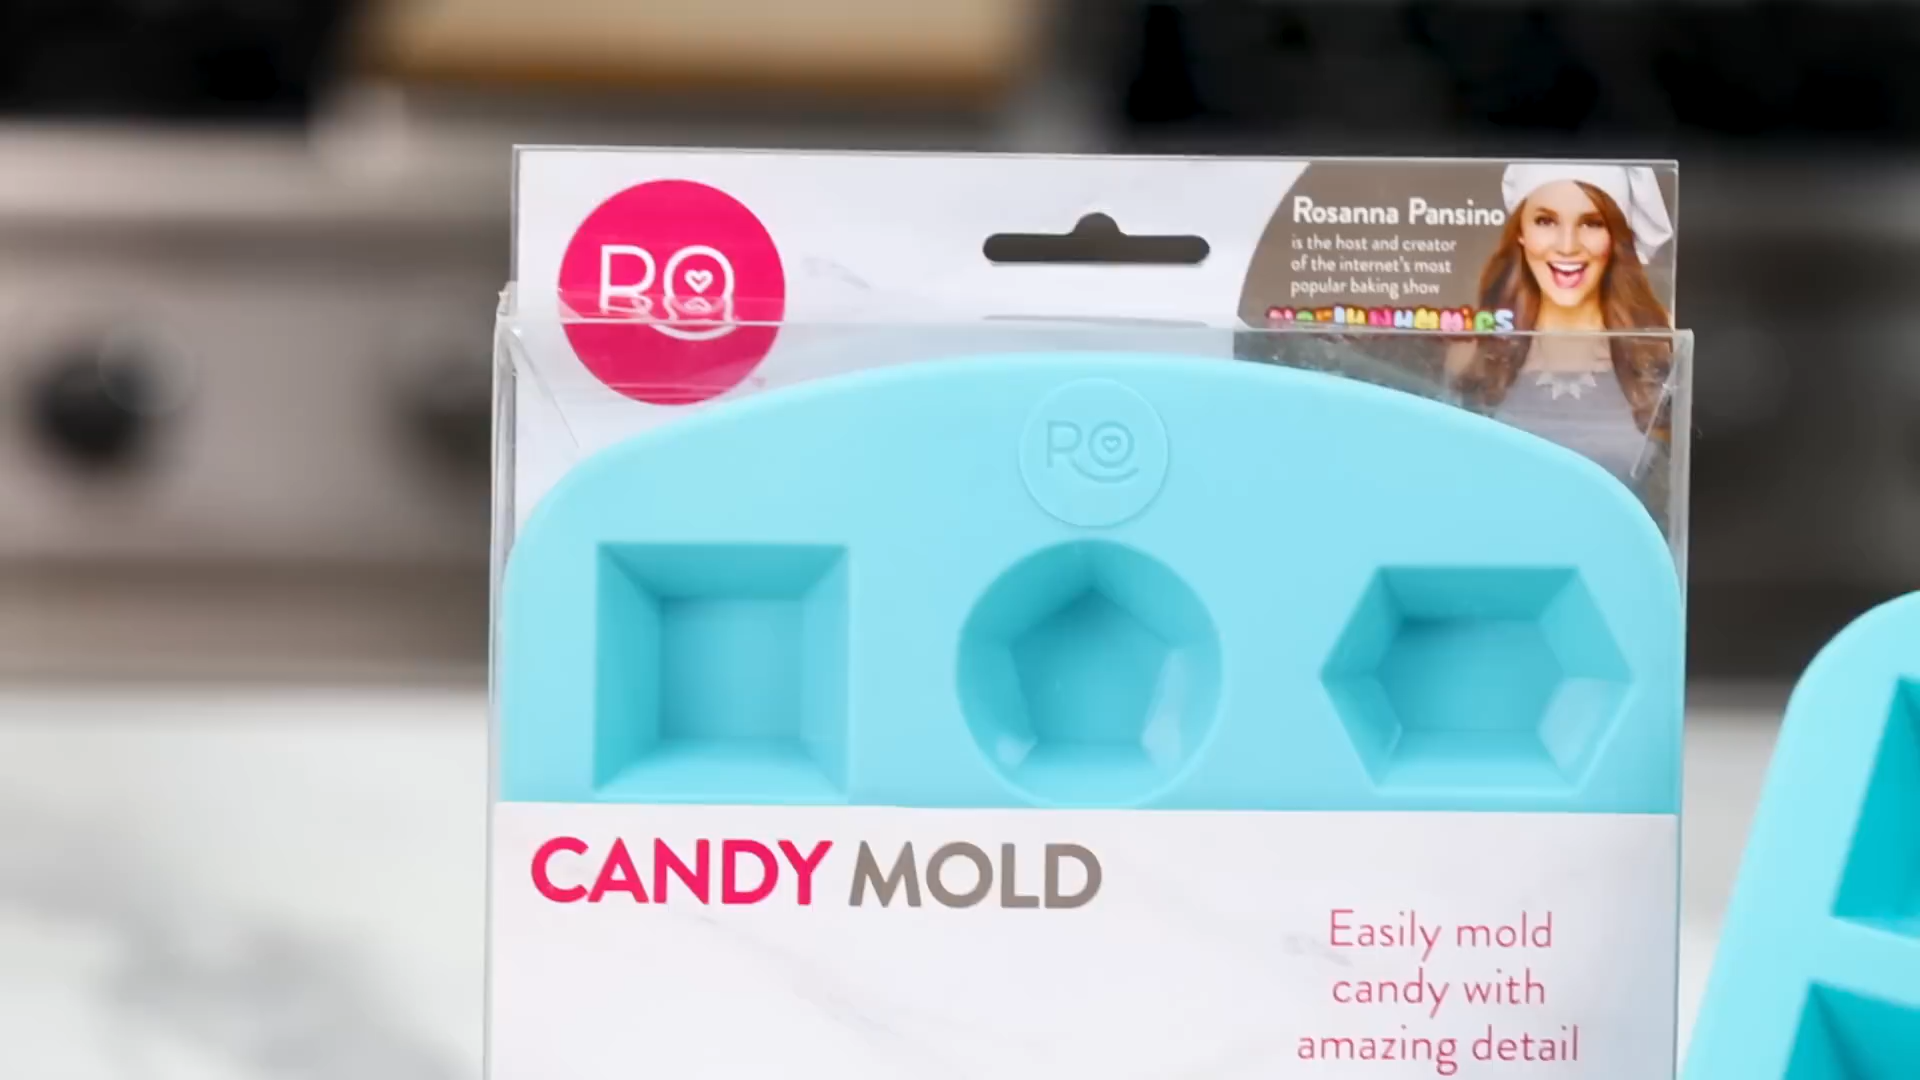 RO
Rosanna Pansino
is the host and creator
of the internet's most
popular baking show
RO
CANDY MOLD
Easily mold
candy with
amazing detail